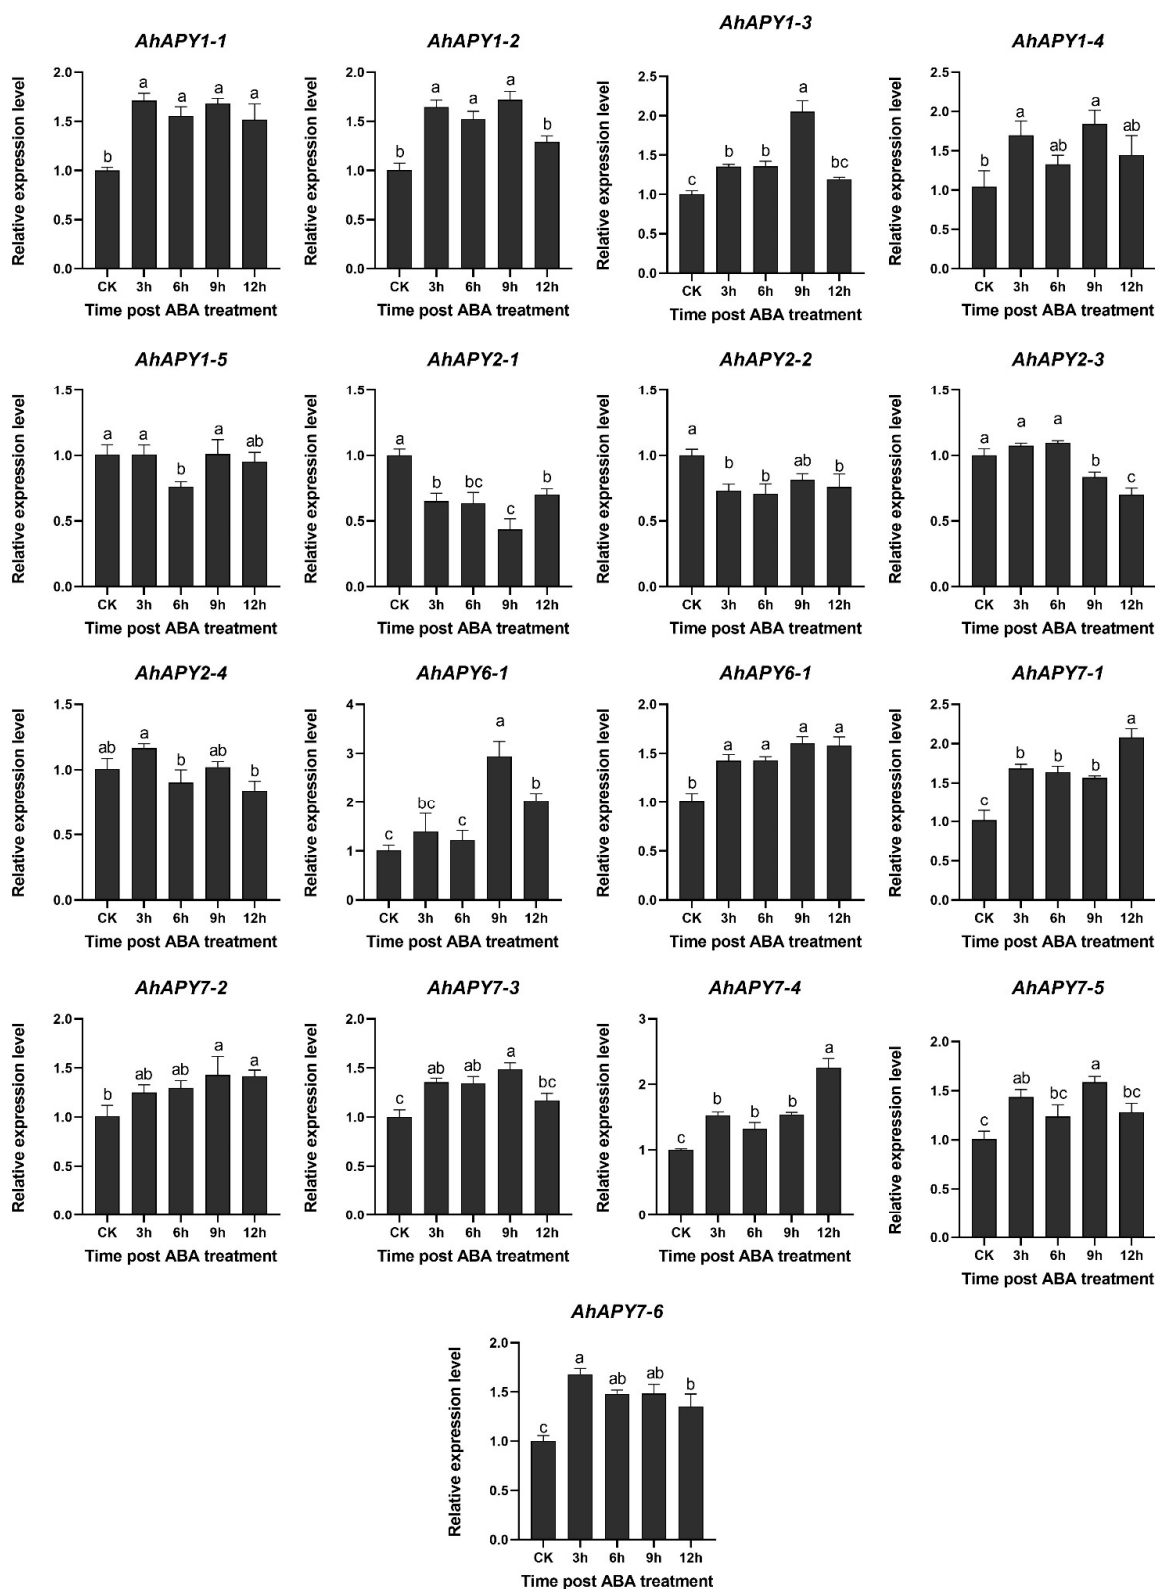 AhAPY1-1
Relative expression level
2.0
1.5
1.0
0.5
0.0
b a a a a
CK 3h 6h 9h 12h
Time post ABA treatment
AhAPY1-2
Relative expression level
2.0
1.5
1.0
0.5
0.0
b a a a b
CK 3h 6h 9h 12h
Time post ABA treatment
AhAPY1-3
Relative expression level
2.5
2.0
1.5
1.0
0.5
0.0
c b b a bc
CK 3h 6h 9h 12h
Time post ABA treatment
AhAPY1-4
Relative expression level
2.5
2.0
1.5
1.0
0.5
0.0
b a ab a ab
CK 3h 6h 9h 12h
Time post ABA treatment
AhAPY1-5
Relative expression level
1.5
1.0
0.5
0.0
a a b a ab
CK 3h 6h 9h 12h
Time post ABA treatment
AhAPY2-1
Relative expression level
1.5
1.0
0.5
0.0
a b bc c b
CK 3h 6h 9h 12h
Time post ABA treatment
AhAPY2-2
Relative expression level
1.5
1.0
0.5
0.0
a b b ab b
CK 3h 6h 9h 12h
Time post ABA treatment
AhAPY2-3
Relative expression level
1.5
1.0
0.5
0.0
a a a b c
CK 3h 6h 9h 12h
Time post ABA treatment
AhAPY2-4
Relative expression level
1.5
1.0
0.5
0.0
ab a b ab b
CK 3h 6h 9h 12h
Time post ABA treatment
AhAPY6-1
Relative expression level
4
3
2
1
0
c bc c a b
CK 3h 6h 9h 12h
Time post ABA treatment
AhAPY6-1
Relative expression level
2.0
1.5
1.0
0.5
0.0
b a a a a
CK 3h 6h 9h 12h
Time post ABA treatment
AhAPY7-1
Relative expression level
2.5
2.0
1.5
1.0
0.5
0.0
c b b b a
CK 3h 6h 9h 12h
Time post ABA treatment
AhAPY7-2
Relative expression level
2.0
1.5
1.0
0.5
0.0
b ab ab a a
CK 3h 6h 9h 12h
Time post ABA treatment
AhAPY7-3
Relative expression level
2.0
1.5
1.0
0.5
0.0
c ab ab a bc
CK 3h 6h 9h 12h
Time post ABA treatment
AhAPY7-4
Relative expression level
3
2
1
0
c b b b a
CK 3h 6h 9h 12h
Time post ABA treatment
AhAPY7-5
Relative expression level
2.0
1.5
1.0
0.5
0.0
c ab bc a bc
CK 3h 6h 9h 12h
Time post ABA treatment
AhAPY7-6
Relative expression level
2.0
1.5
1.0
0.5
0.0
c a ab ab b
CK 3h 6h 9h 12h
Time post ABA treatment